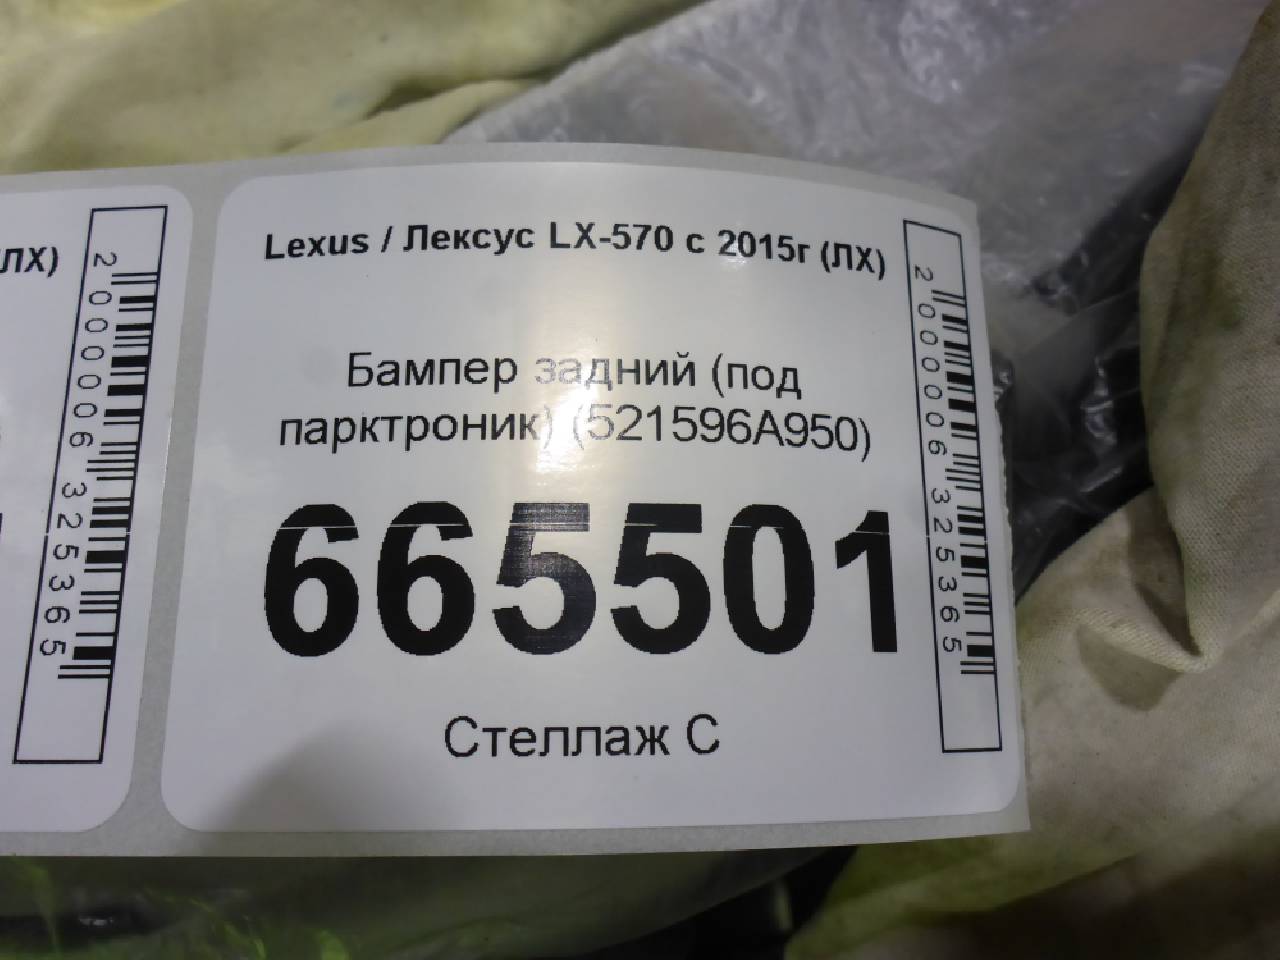 ЛХ)
2000006325365
Lexus / Лексус LX-570 с 2015г (ЛХ)
Бампер задний (под
парктроник) (521596A950)
665501
Стеллаж С
2000006325365